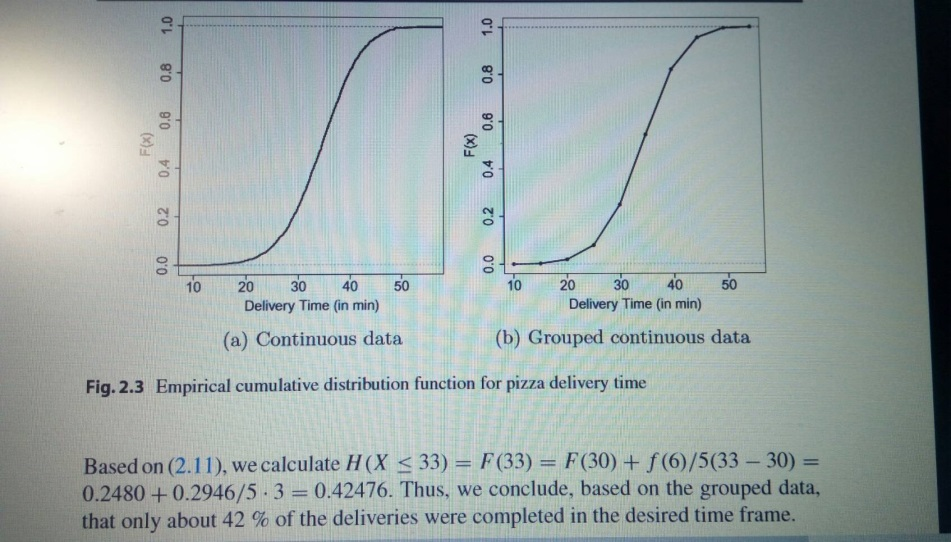 1.0
0.8
0.6
0.4
0.2
0.0
F(x)
10 20 30 40 50
Delivery Time (in min)
(a) Continuous data
1.0
0.8
0.6
0.4
0.2
0.0
F(x)
10 20 30 40 50
Delivery Time (in min)
(b) Grouped continuous data
Fig. 2.3 Empirical cumulative distribution function for pizza delivery time
Based on (2.11), we calculate H(X ≤ 33) = F(33) = F(30) + f(6)/5(33 − 30) =
0.2480 + 0.2946/5 · 3 = 0.42476. Thus, we conclude, based on the grouped data,
that only about 42 % of the deliveries were completed in the desired time frame.